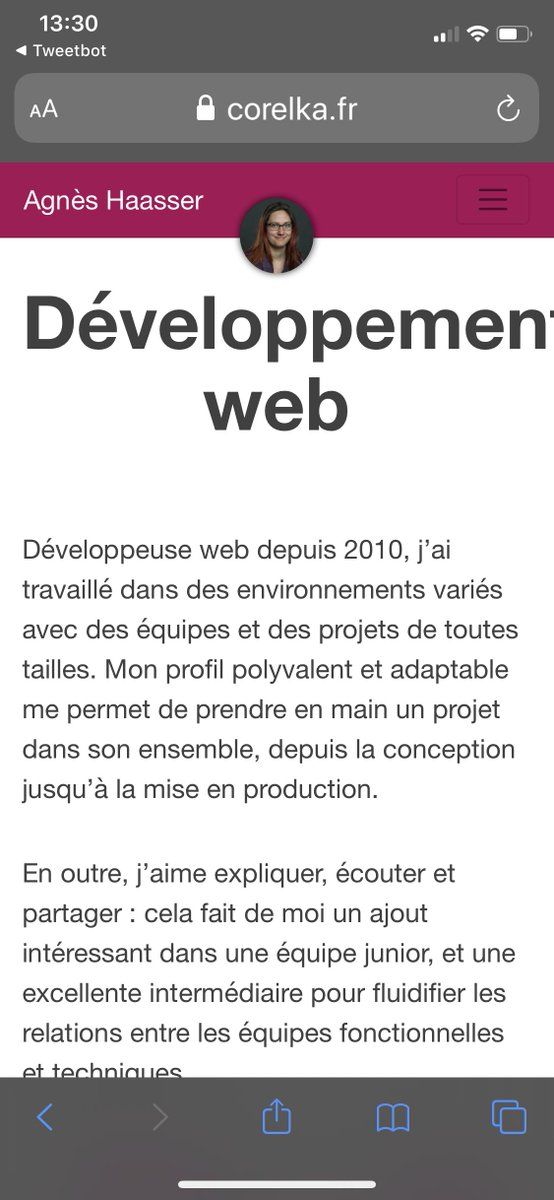 13:30
◀ Tweetbot
AA
corelka.fr
Agnès Haasser
Développement
web
Développeuse web depuis 2010, j’ai
travaillé dans des environnements variés
avec des équipes et des projets de toutes
tailles. Mon profil polyvalent et adaptable
me permet de prendre en main un projet
dans son ensemble, depuis la conception
jusqu’à la mise en production.
En outre, j’aime expliquer, écouter et
partager : cela fait de moi un ajout
intéressant dans une équipe junior, et une
excellente intermédiaire pour fluidifier les
relations entre les équipes fonctionnelles
et techniques